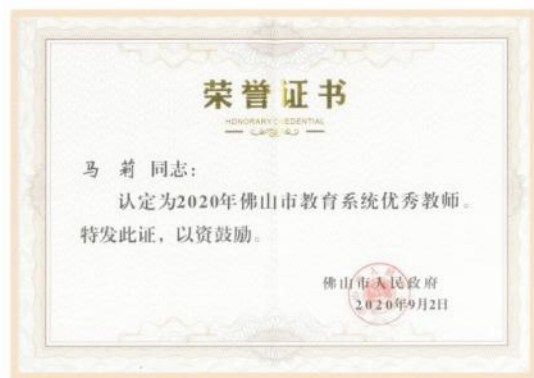 荣誉证书
HONORARY CREDENTIAL
马 莉 同志：
认定为2020年佛山市教育系统优秀教师。
特发此证，以资鼓励。
佛山市人民政府
2020年9月2日